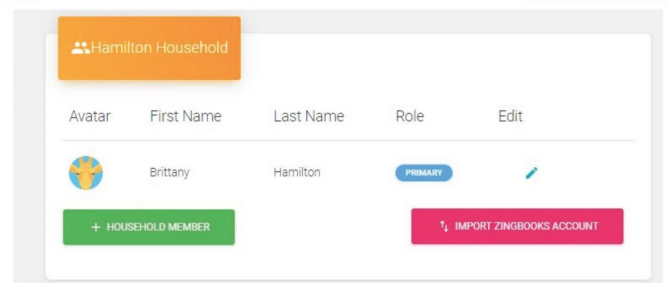 Hamilton Household
Avatar First Name Last Name Role Edit
Brittany Hamilton PRIMARY
+ HOUSEHOLD MEMBER IMPORT ZINGBOOKS ACCOUNT